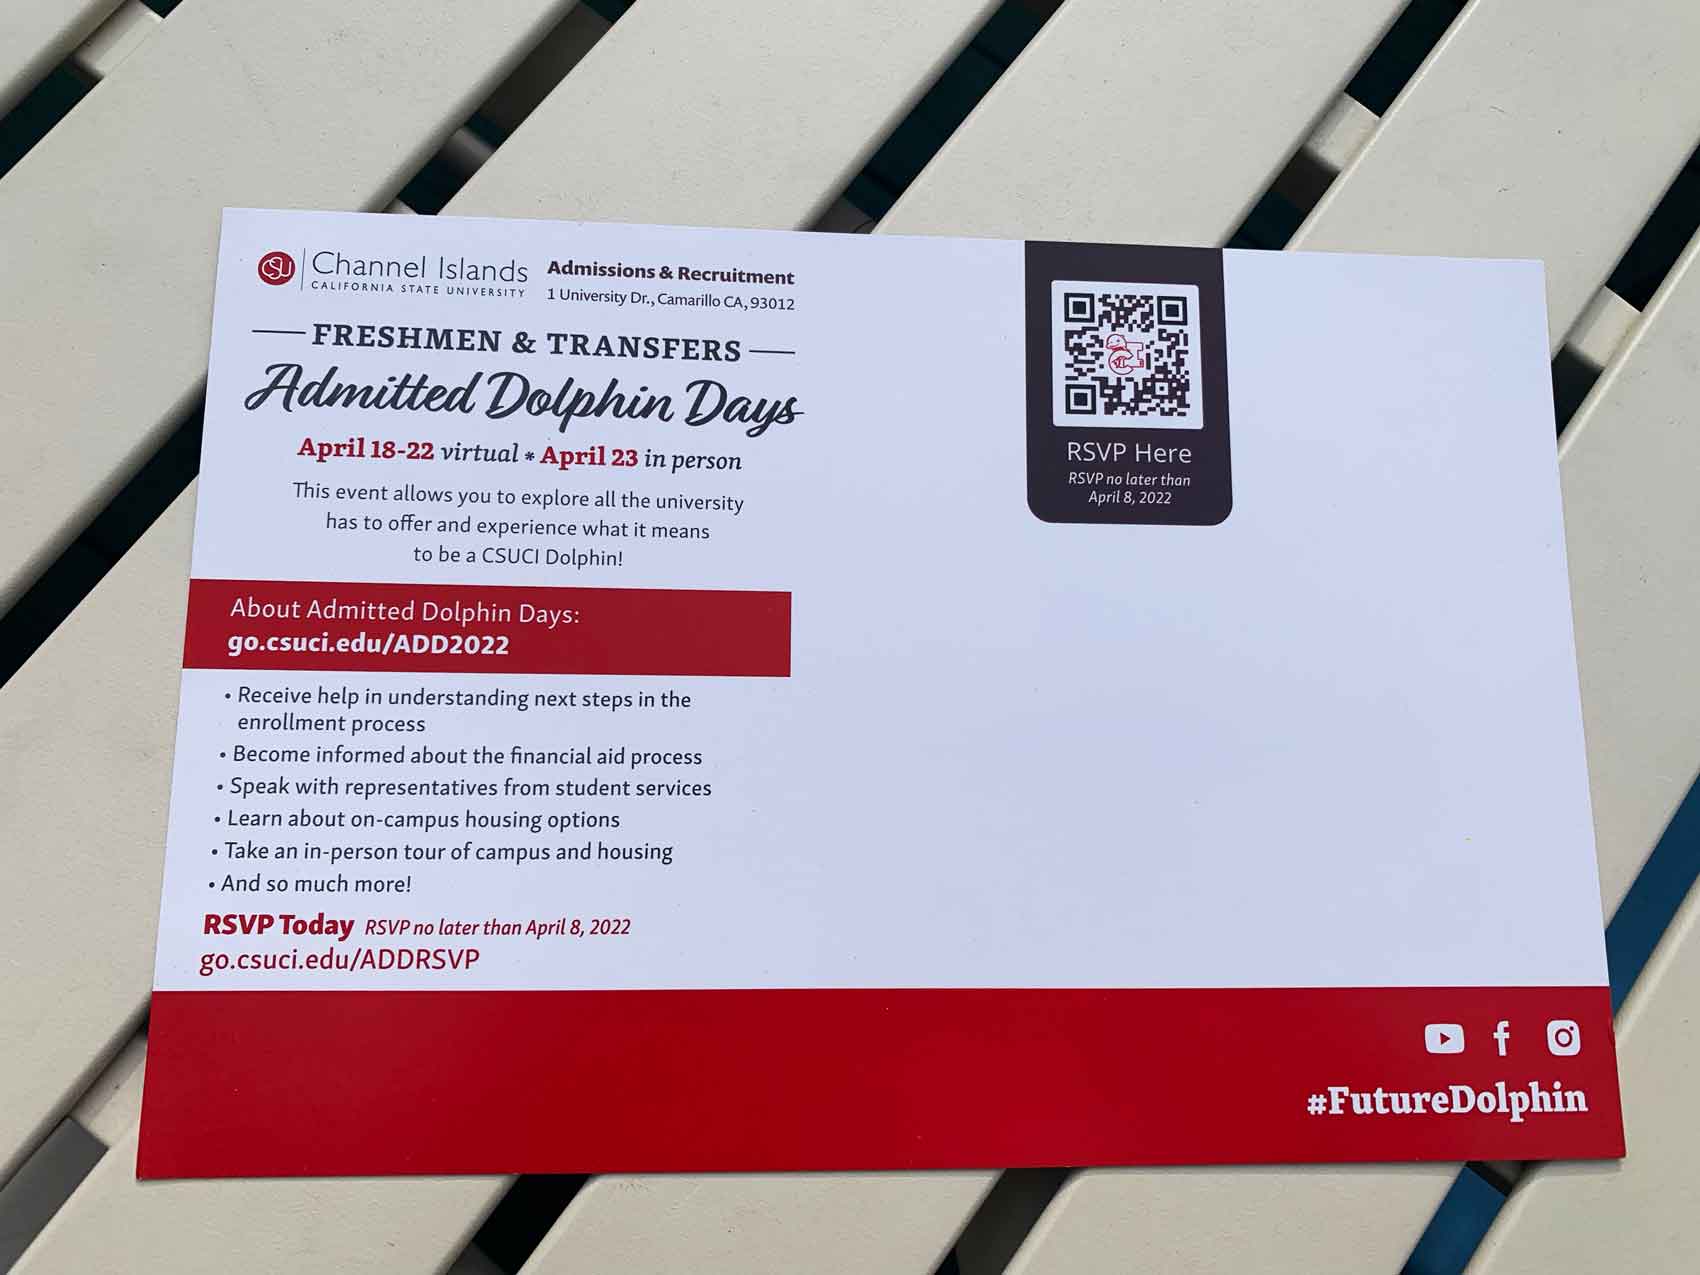 CSU Channel Islands
CALIFORNIA STATE UNIVERSITY
Admissions & Recruitment
1 University Dr., Camarillo CA, 93012
FRESHMEN & TRANSFERS
Admitted Dolphin Days
April 18-22 virtual * April 23 in person
This event allows you to explore all the university
has to offer and experience what it means
to be a CSUCI Dolphin!
About Admitted Dolphin Days:
go.csuci.edu/ADD2022
• Receive help in understanding next steps in the
enrollment process
• Become informed about the financial aid process
• Speak with representatives from student services
• Learn about on-campus housing options
• Take an in-person tour of campus and housing
• And so much more!
RSVP Today RSVP no later than April 8, 2022
go.csuci.edu/ADDRSVP
RSVP Here
RSVP no later than
April 8, 2022
#FutureDolphin